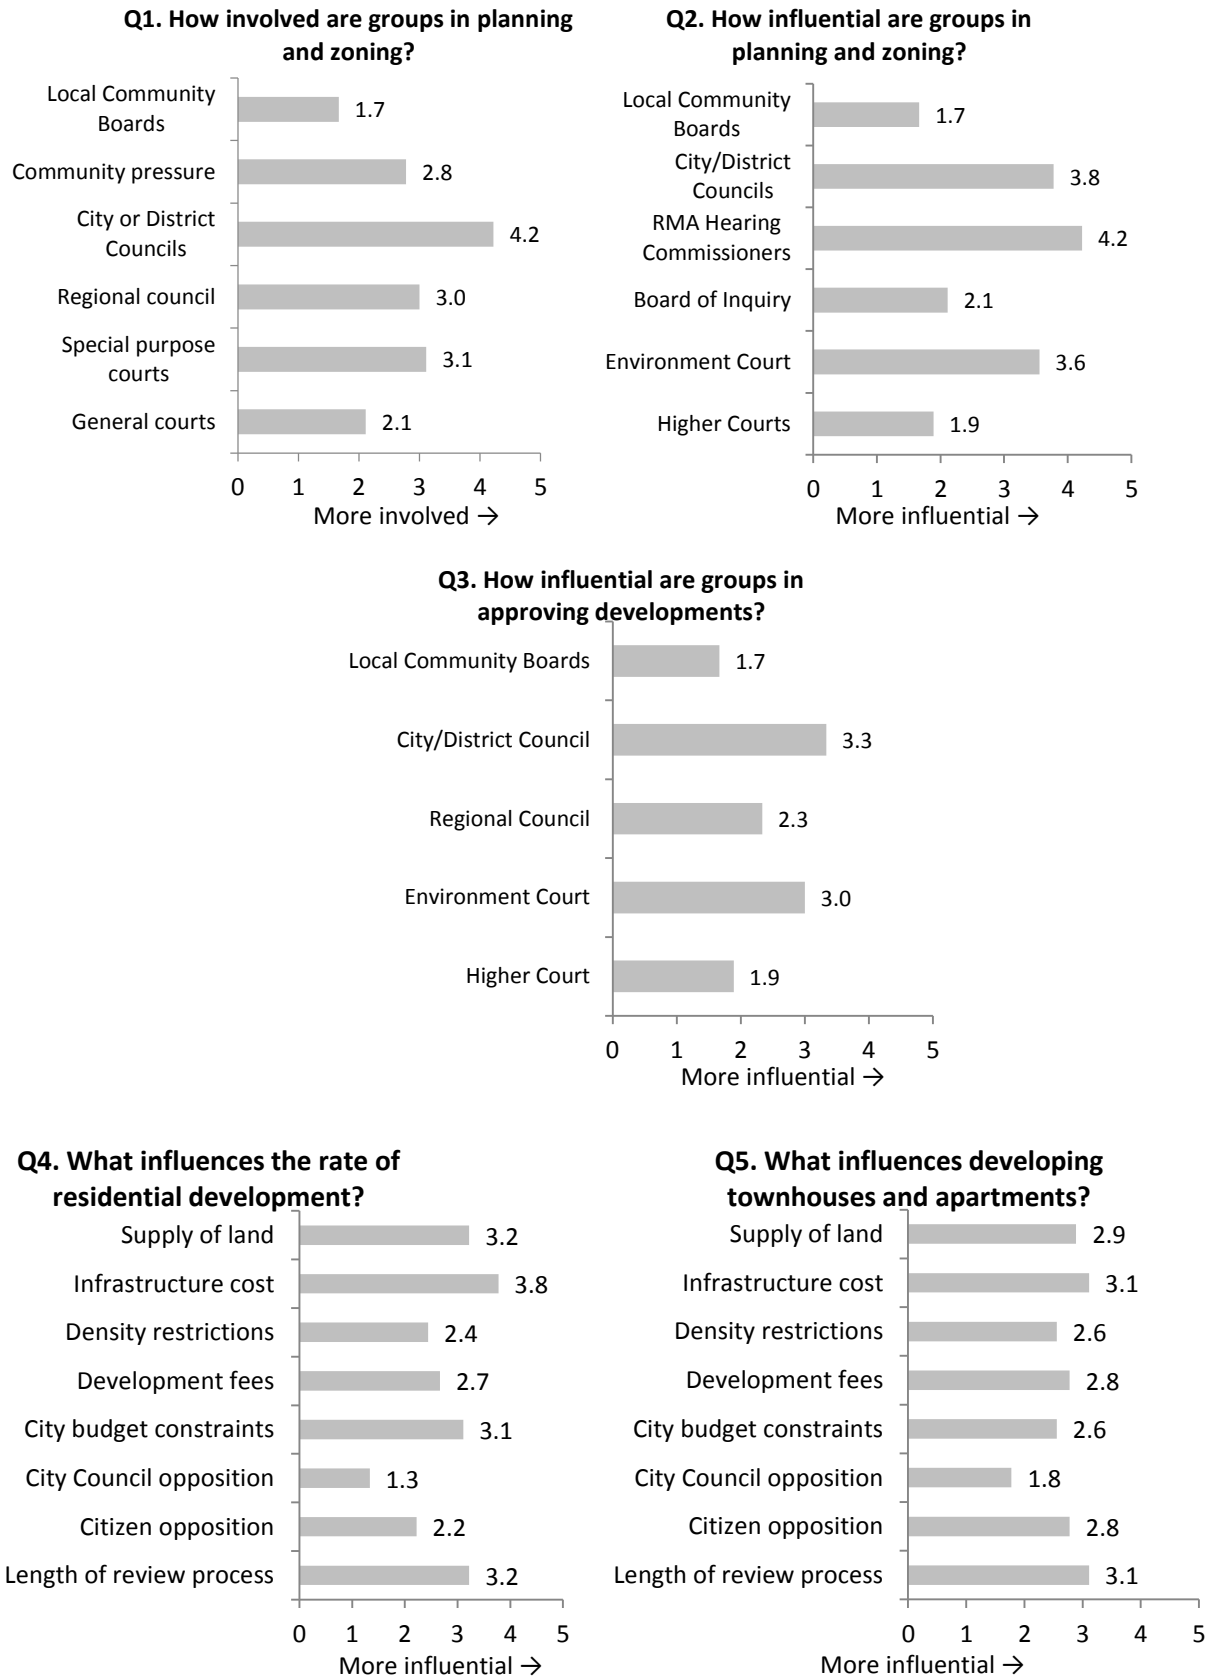 Q1. How involved are groups in planning
and zoning?
Local Community
Boards
1.7
Community pressure
2.8
City or District
Councils
4.2
Regional council
3.0
Special purpose
courts
3.1
General courts
2.1
0 1 2 3 4 5
More involved →
Q2. How influential are groups in
planning and zoning?
Local Community
Boards
1.7
City/District
Councils
3.8
RMA Hearing
Commissioners
4.2
Board of Inquiry
2.1
Environment Court
3.6
Higher Courts
1.9
0 1 2 3 4 5
More influential →
Q3. How influential are groups in
approving developments?
Local Community Boards
1.7
City/District Council
3.3
Regional Council
2.3
Environment Court
3.0
Higher Court
1.9
0 1 2 3 4 5
More influential →
Q4. What influences the rate of
residential development?
Supply of land
3.2
Infrastructure cost
3.8
Density restrictions
2.4
Development fees
2.7
City budget constraints
3.1
City Council opposition
1.3
Citizen opposition
2.2
Length of review process
3.2
0 1 2 3 4 5
More influential →
Q5. What influences developing
townhouses and apartments?
Supply of land
2.9
Infrastructure cost
3.1
Density restrictions
2.6
Development fees
2.8
City budget constraints
2.6
City Council opposition
1.8
Citizen opposition
2.8
Length of review process
3.1
0 1 2 3 4 5
More influential →